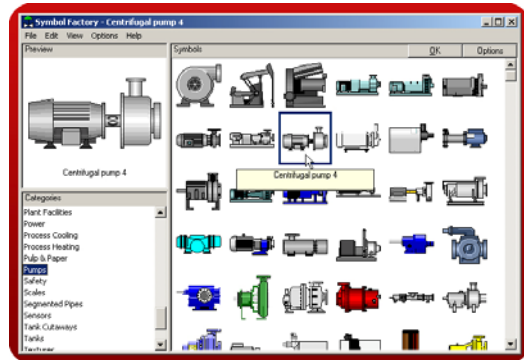 Symbol Factory - Centrifugal pump 4
File Edit View Options Help
Preview
Symbols
OK
Options
Centrifugal pump 4
Centrifugal pump 4
Categories
Plant Facilities
Power
Process Cooling
Process Heating
Pulp & Paper
Pumps
Safety
Scales
Segmented Pipes
Sensors
Tank Cutaways
Tanks
Textures